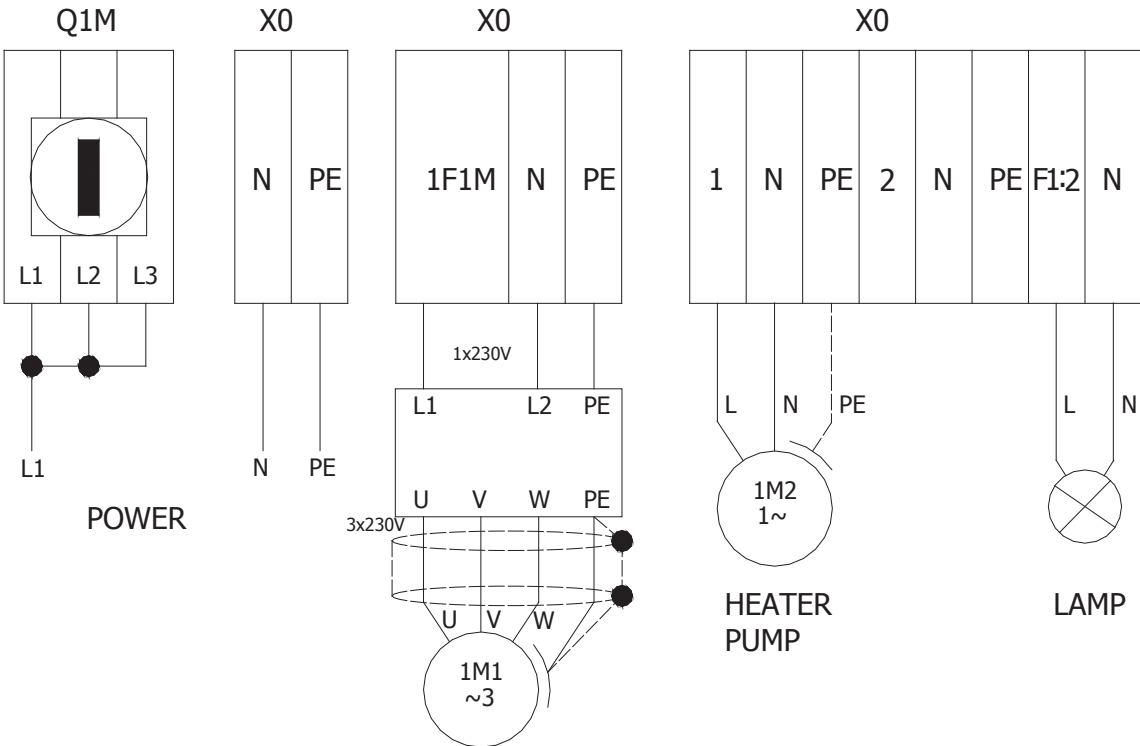 Q1M X0 X0 X0
N PE 1F1M N PE 1 N PE 2 N PE F1:2 N
L1 L2 L3
1x230V
L1 L2 PE L N PE L N
L1 N PE
U V W PE 1M2
1~
POWER 3x230V
HEATER LAMP
PUMP
U V W
1M1
~3